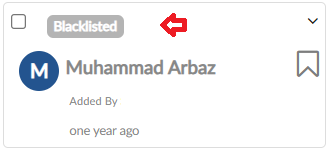 Blacklisted
M
Muhammad Arbaz
Added By
one year ago